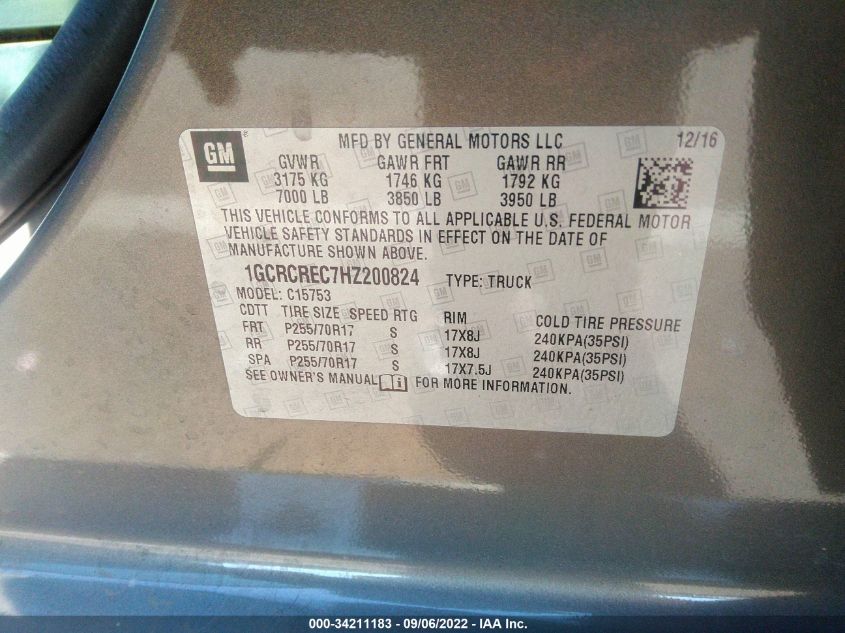 GM
MFD BY GENERAL MOTORS LLC 12/16
GVWR GAWR FRT GAWR RR
3175 KG 1746 KG 1792 KG
7000 LB 3850 LB 3950 LB
THIS VEHICLE CONFORMS TO ALL APPLICABLE U.S. FEDERAL MOTOR
VEHICLE SAFETY STANDARDS IN EFFECT ON THE DATE OF
MANUFACTURE SHOWN ABOVE.
1GCRCREC7HZ200824 TYPE: TRUCK
MODEL: C15753
CDTT TIRE SIZE SPEED RTG RIM COLD TIRE PRESSURE
FRT P255/70R17 S 17X8J 240KPA(35PSI)
RR P255/70R17 S 17X8J 240KPA(35PSI)
SPA P255/70R17 S 17X7.5J 240KPA(35PSI)
SEE OWNER'S MANUAL FOR MORE INFORMATION.
000-34211183 - 09/06/2022 - IAA Inc.